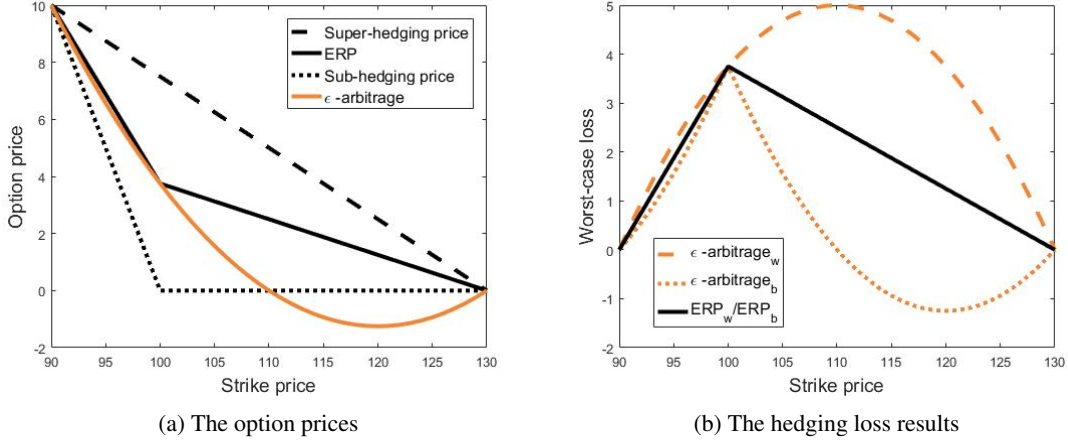 10
8
6
4
2
0
-2
Option price
Super-hedging price
ERP
Sub-hedging price
ϵ -arbitrage
90 95 100 105 110 115 120 125 130
Strike price
(a) The option prices
5
4
3
2
1
0
-1
-2
Worst-case loss
ϵ -arbitrage_w
ϵ -arbitrage_b
ERP_w/ERP_b
90 95 100 105 110 115 120 125 130
Strike price
(b) The hedging loss results